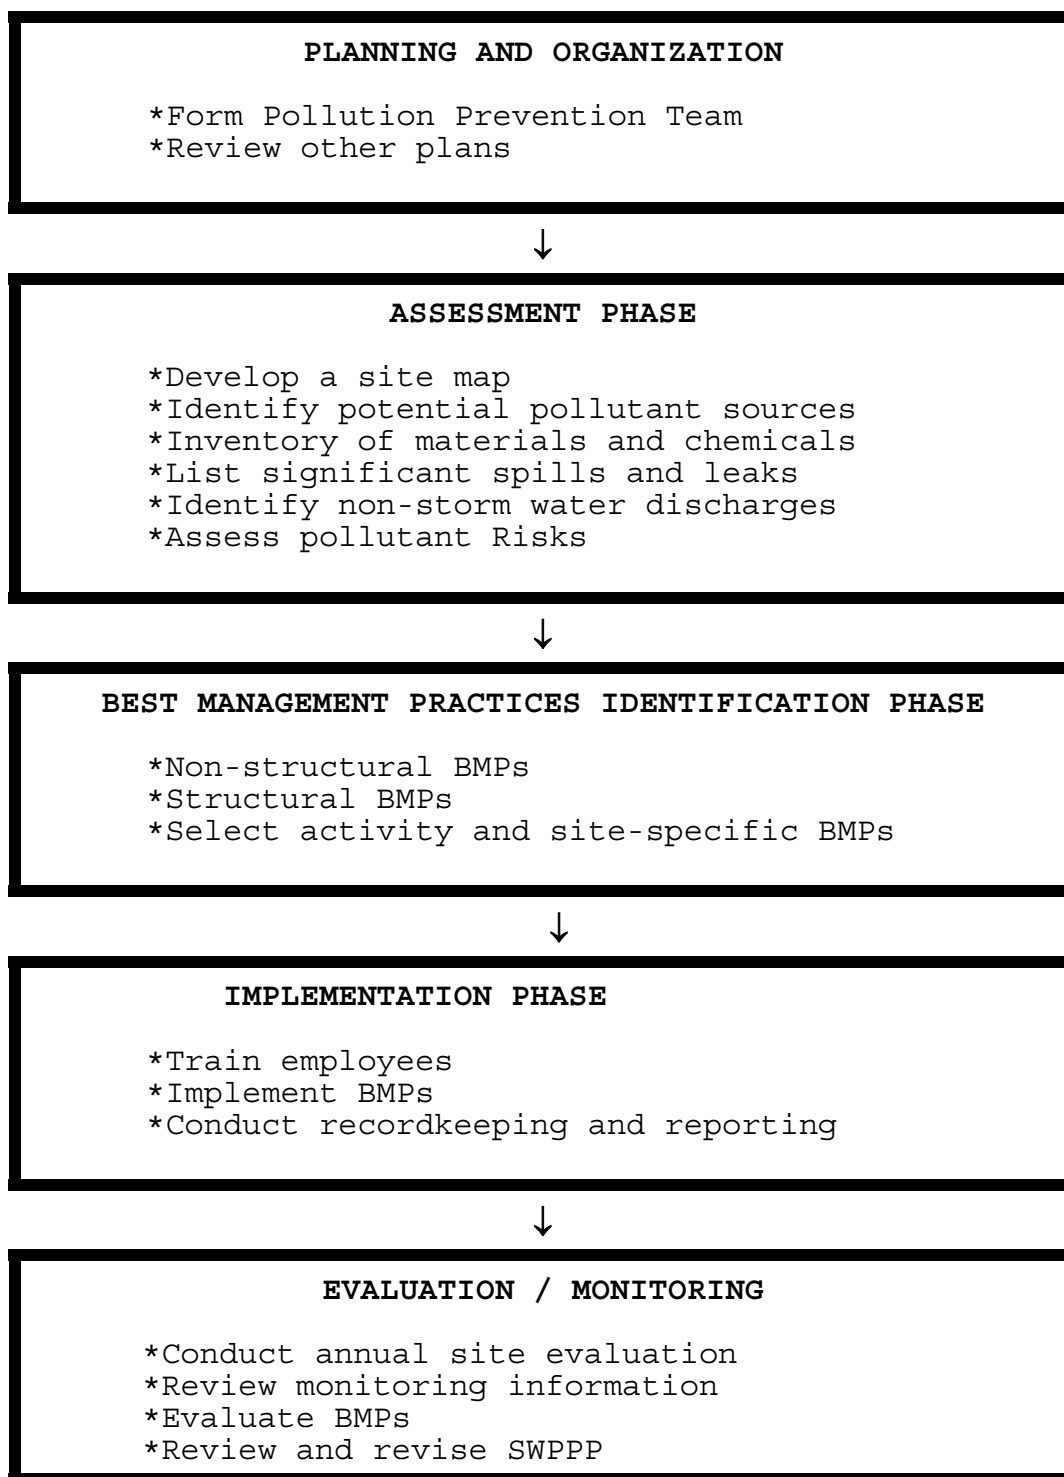 PLANNING AND ORGANIZATION
*Form Pollution Prevention Team
*Review other plans
↓
ASSESSMENT PHASE
*Develop a site map
*Identify potential pollutant sources
*Inventory of materials and chemicals
*List significant spills and leaks
*Identify non-storm water discharges
*Assess pollutant Risks
↓
BEST MANAGEMENT PRACTICES IDENTIFICATION PHASE
*Non-structural BMPs
*Structural BMPs
*Select activity and site-specific BMPs
↓
IMPLEMENTATION PHASE
*Train employees
*Implement BMPs
*Conduct recordkeeping and reporting
↓
EVALUATION / MONITORING
*Conduct annual site evaluation
*Review monitoring information
*Evaluate BMPs
*Review and revise SWPPP